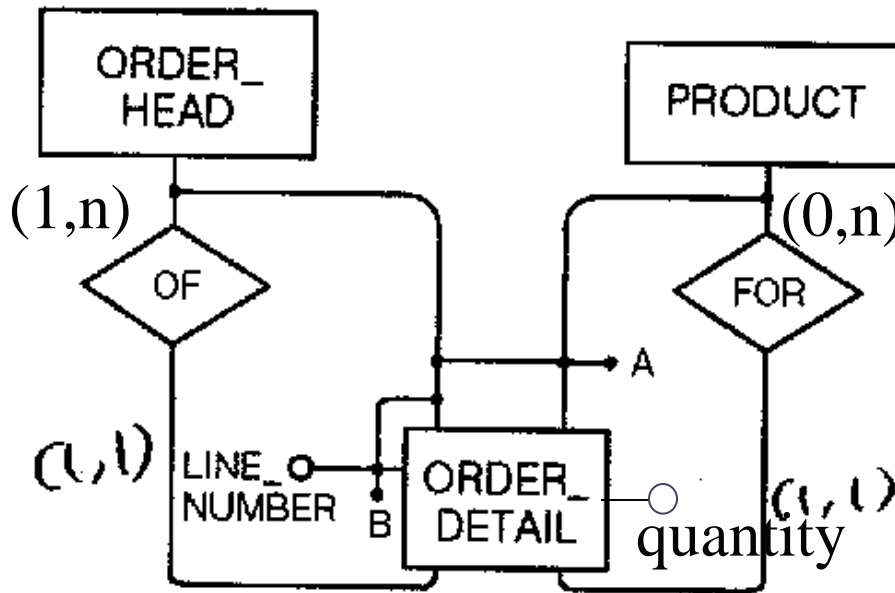 ORDER_
HEAD
PRODUCT
(1,n)
(0,n)
OF
FOR
A
(1,1)
LINE_
NUMBER
B
ORDER_
DETAIL
(1,1)
quantity